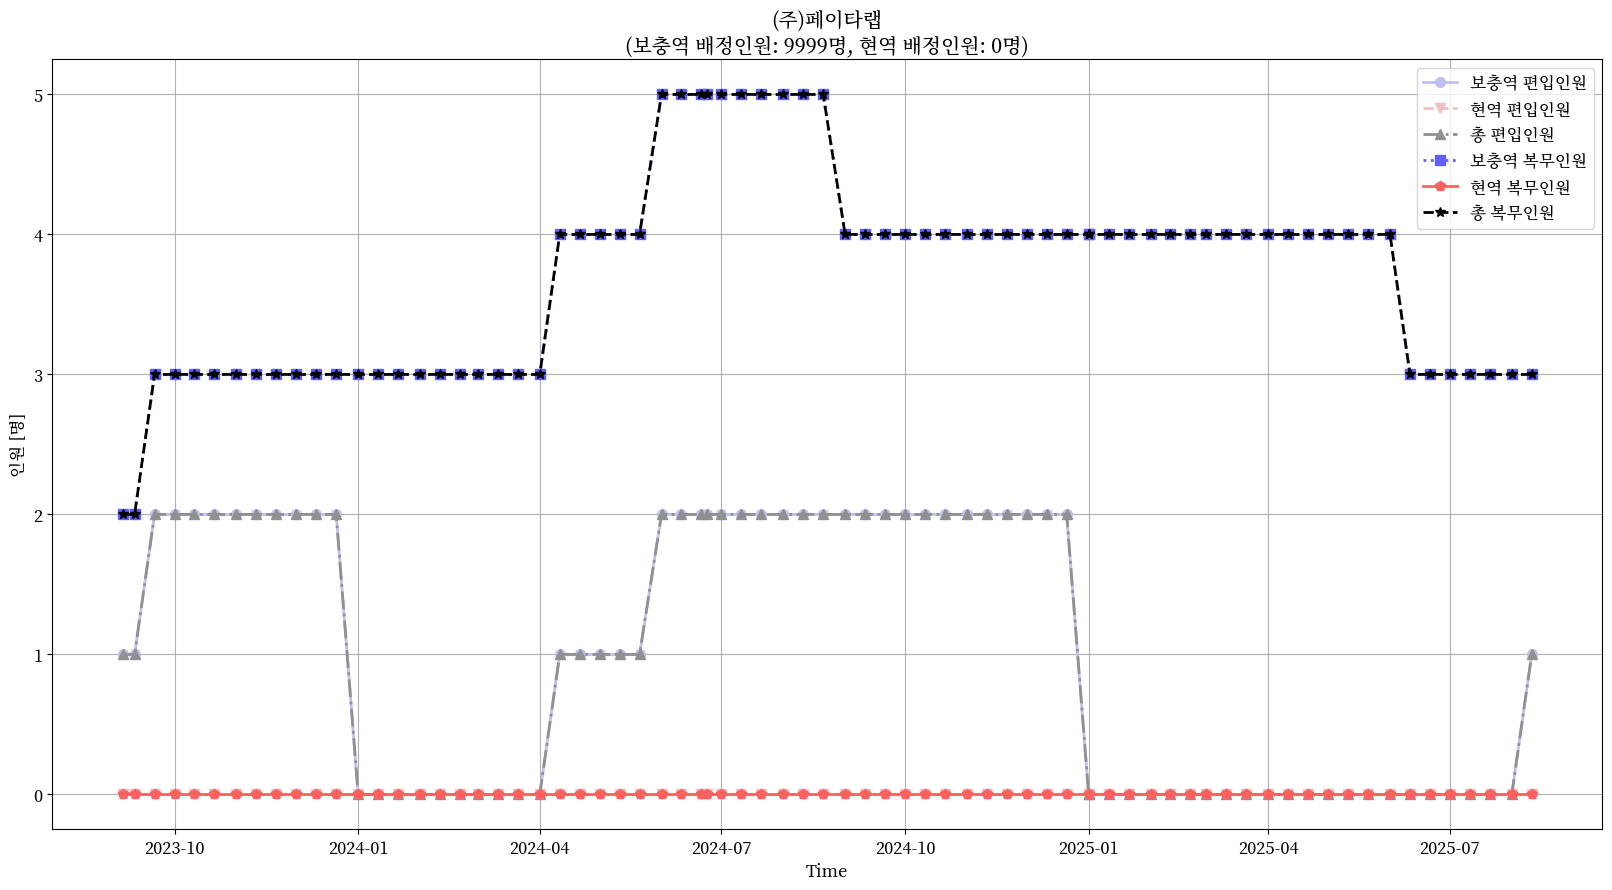 (주)페이타랩
(보충역 배정인원: 9999명, 현역 배정인원: 0명)
보충역 편입인원
현역 편입인원
총 편입인원
보충역 복무인원
현역 복무인원
총 복무인원
인원 [명]
5
4
3
2
1
0
2023-10
2024-01
2024-04
2024-07
2024-10
2025-01
2025-04
2025-07
Time